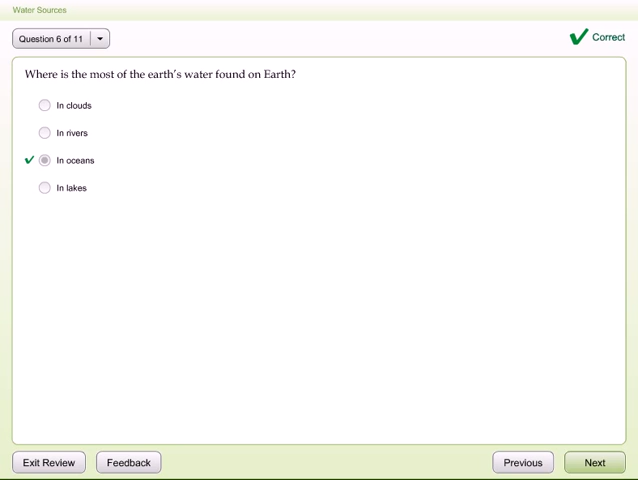 Water Sources
Question 6 of 11
Correct
Where is the most of the earth's water found on Earth?
In clouds
In rivers
In oceans
In lakes
Exit Review
Feedback
Previous
Next